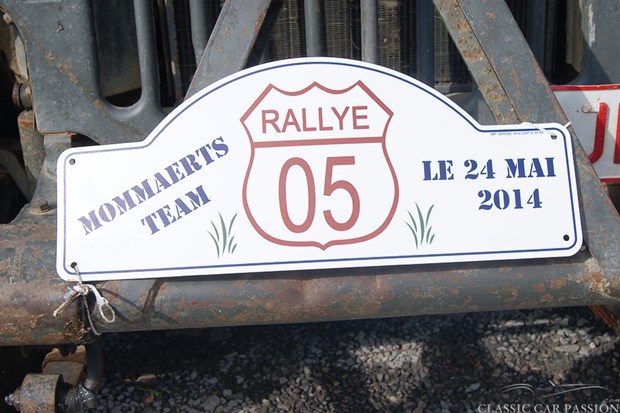 RALLYE
05
MOMMAERTS
TEAM
LE 24 MAI
2014
CLASSIC CAR PASSION